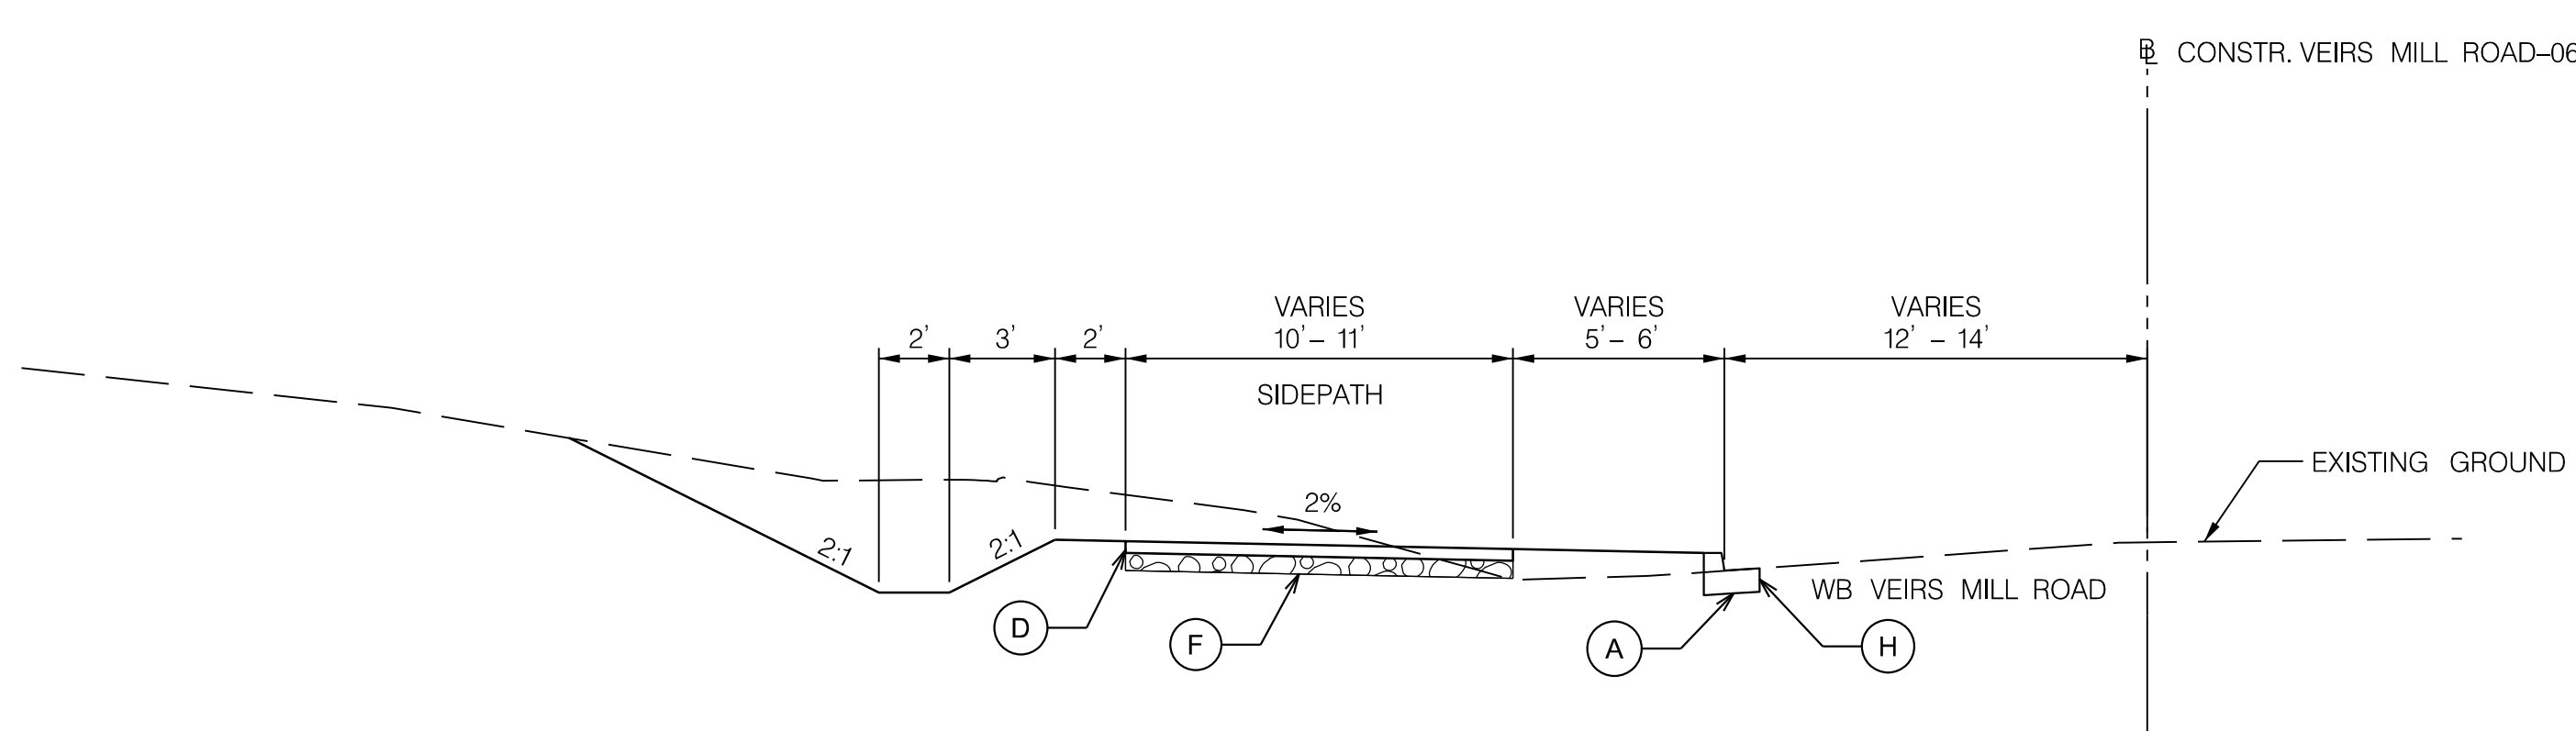 BL CONSTR. VEIRS MILL ROAD-06
VARIES VARIES VARIES
2' 3' 2' 10' - 11' 5' - 6' 12' - 14'
SIDEPATH
EXISTING GROUND
2%
2:1 2:1
WB VEIRS MILL ROAD
D F A H